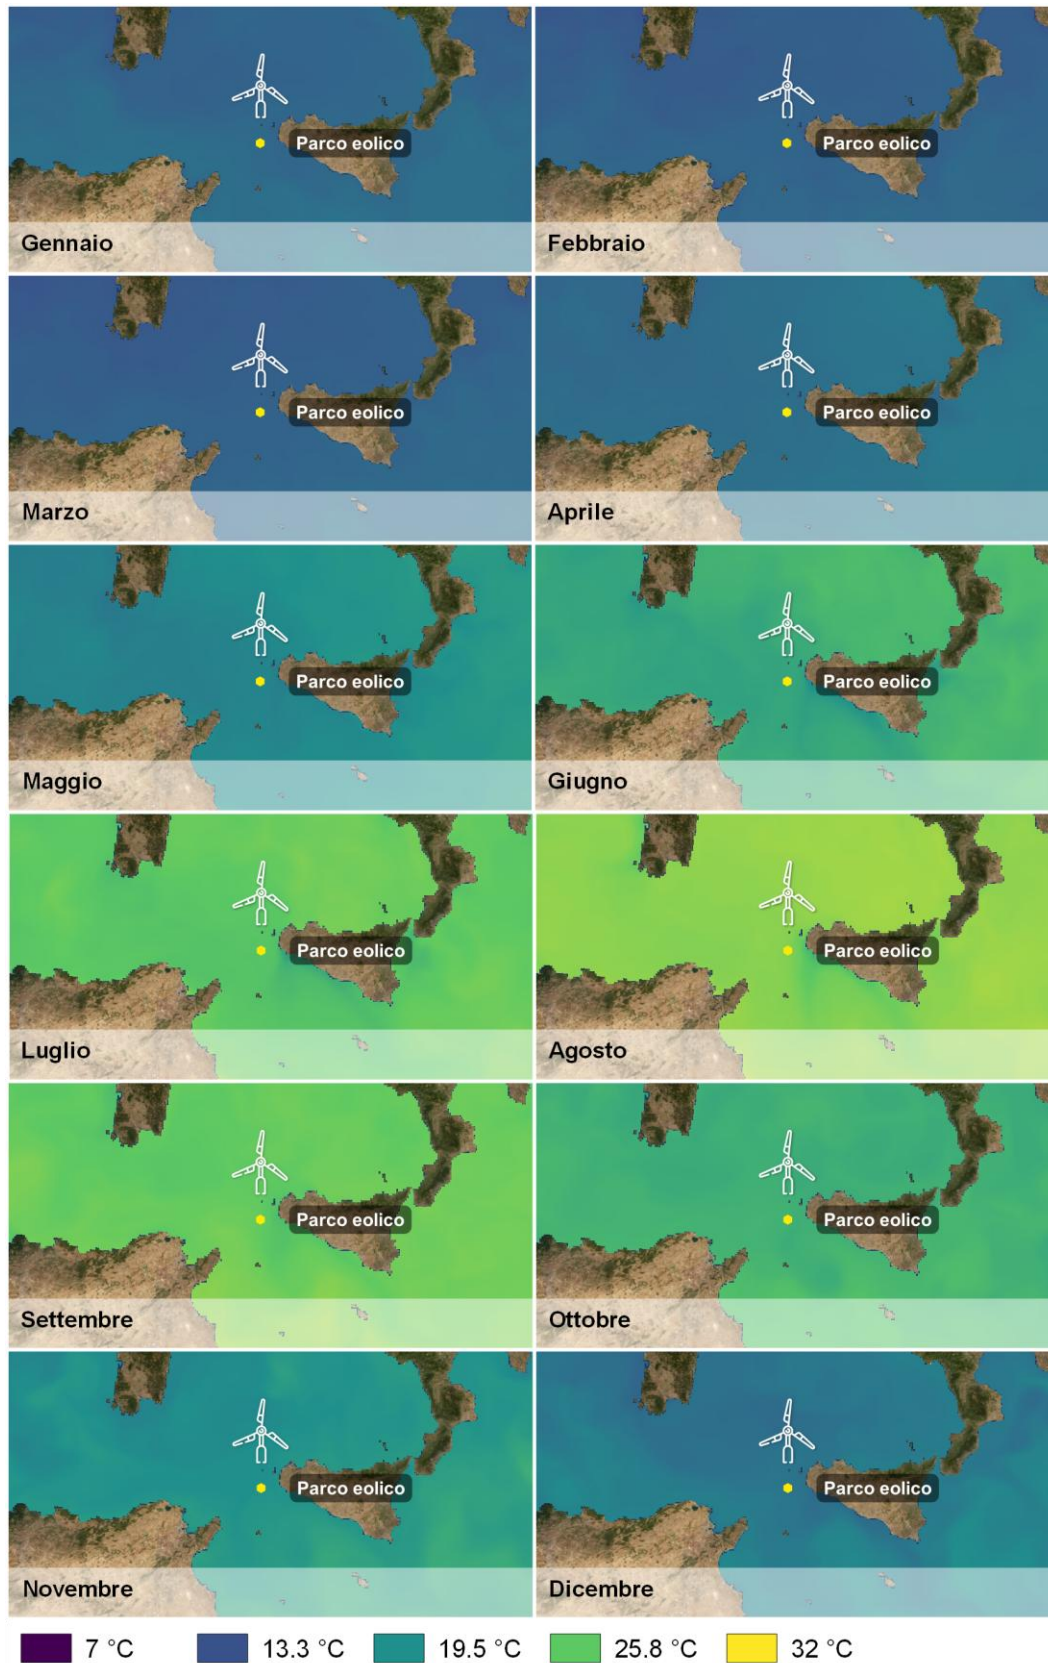 Parco eolico
Gennaio
Parco eolico
Febbraio
Parco eolico
Marzo
Parco eolico
Aprile
Parco eolico
Maggio
Parco eolico
Giugno
Parco eolico
Luglio
Parco eolico
Agosto
Parco eolico
Settembre
Parco eolico
Ottobre
Parco eolico
Novembre
Parco eolico
Dicembre
7 °C 13.3 °C 19.5 °C 25.8 °C 32 °C